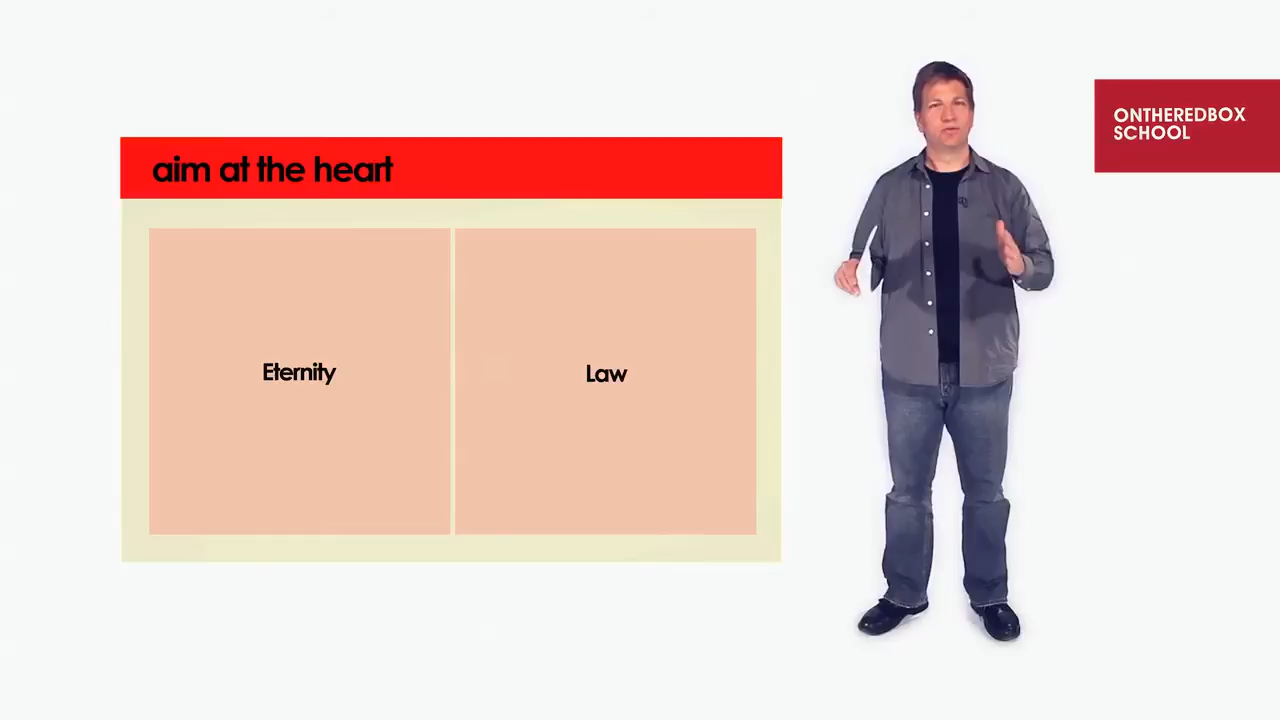 aim at the heart
Eternity
Law
ONTHEREDBOX
SCHOOL